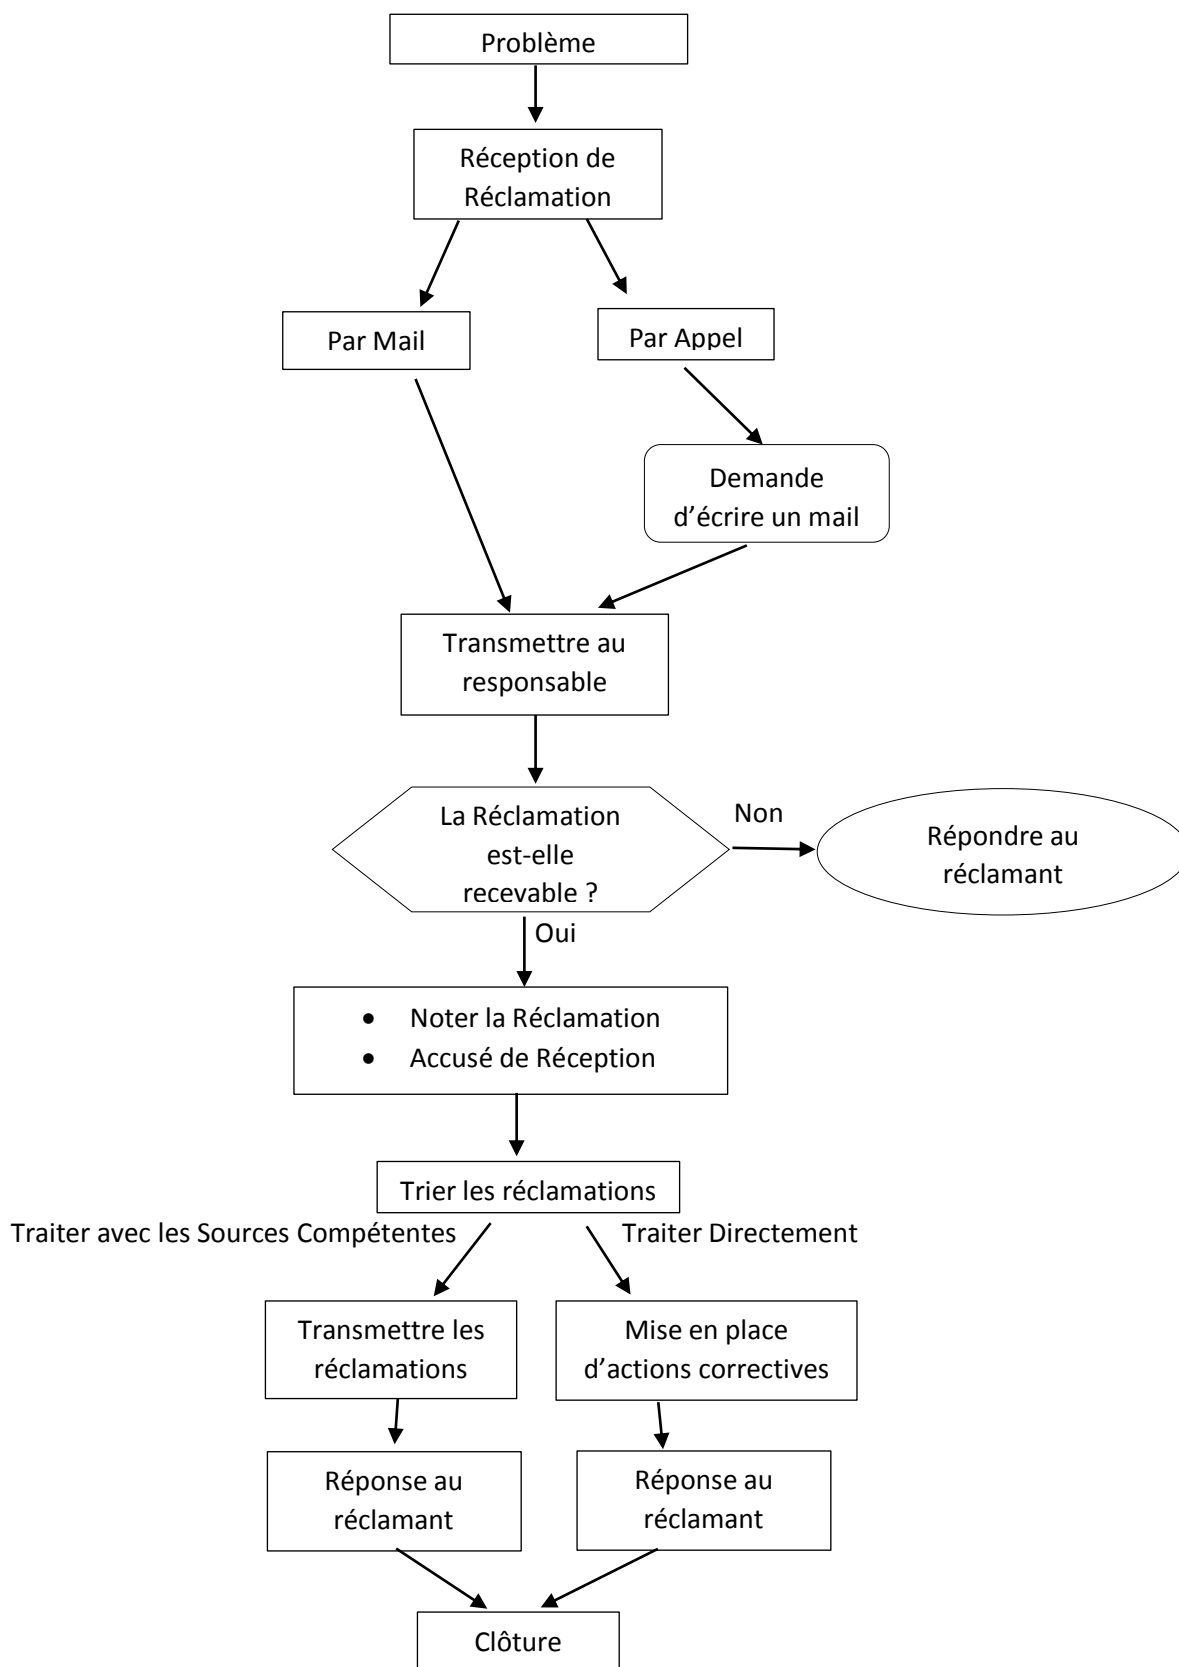 Problème
Réception de
Réclamation
Par Mail
Par Appel
Demande
d’écrire un mail
Transmettre au
responsable
La Réclamation
est-elle
recevable ?
Non
Répondre au
réclamant
Oui
• Noter la Réclamation
• Accusé de Réception
Trier les réclamations
Traiter avec les Sources Compétentes
Traiter Directement
Transmettre les
réclamations
Mise en place
d’actions correctives
Réponse au
réclamant
Réponse au
réclamant
Clôture